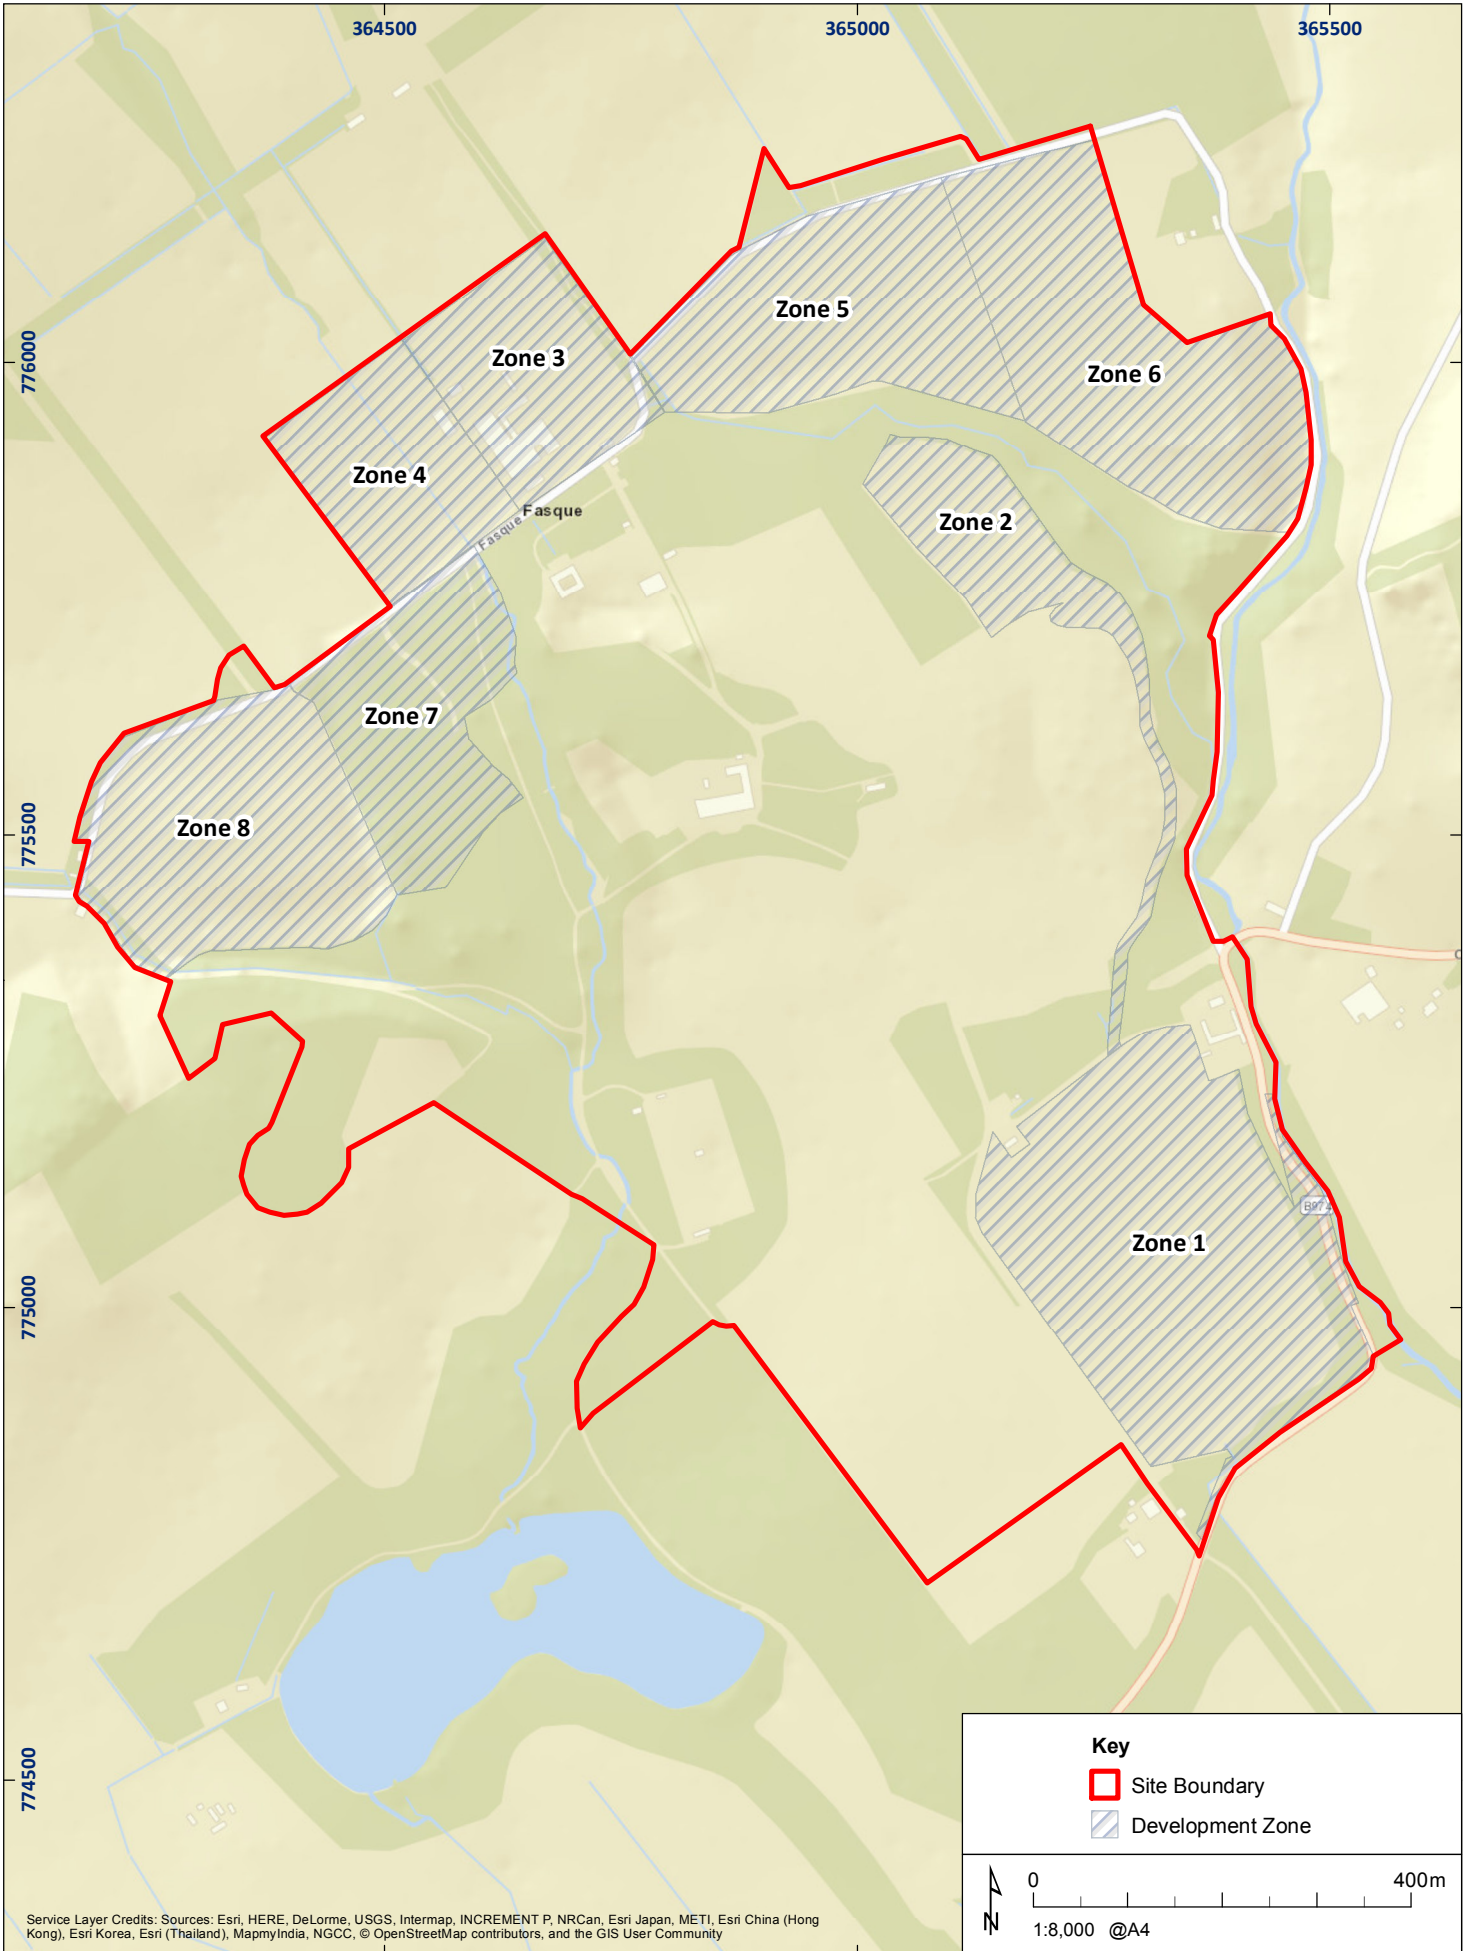 364500
365000
365500
776000
775500
775000
774500
Zone 5
Zone 3
Zone 6
Zone 4
Fasque
Fasque
Zone 2
Zone 7
Zone 8
Zone 1
Key
Site Boundary
Development Zone
0
400m
N
1:8,000 @A4
Service Layer Credits: Sources: Esri, HERE, DeLorme, USGS, Intermap, INCREMENT P, NRCan, Esri Japan, METI, Esri China (Hong
Kong), Esri Korea, Esri (Thailand), MapmyIndia, NGCC, © OpenStreetMap contributors, and the GIS User Community